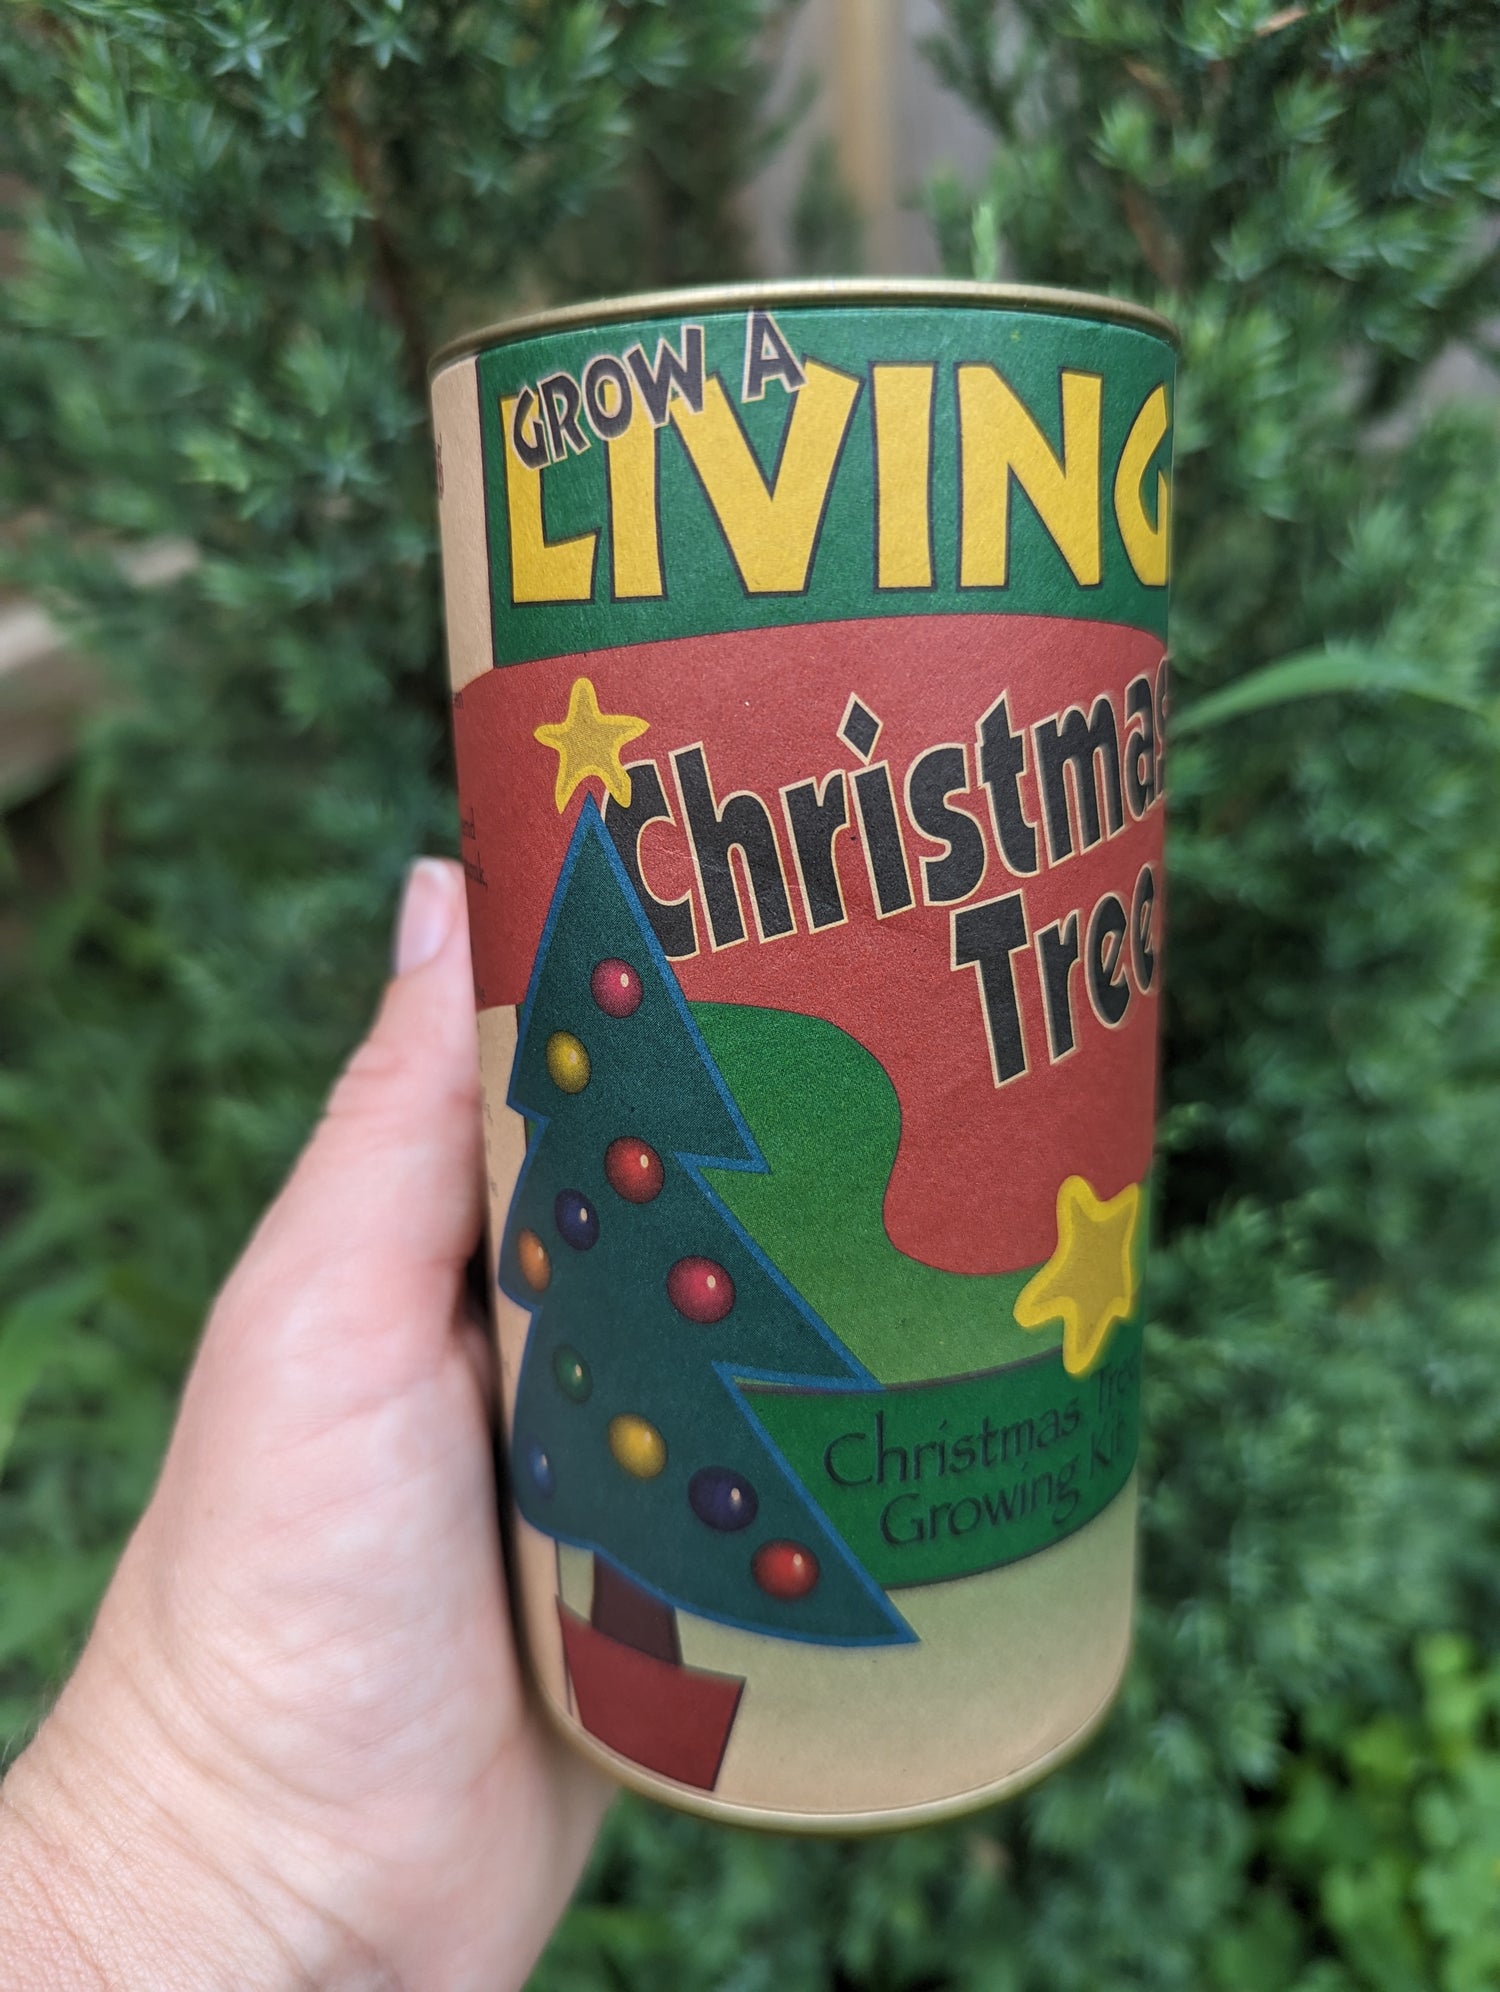 GROW A
LIVING
Christmas
Tree
Christmas Tree
Growing Kit